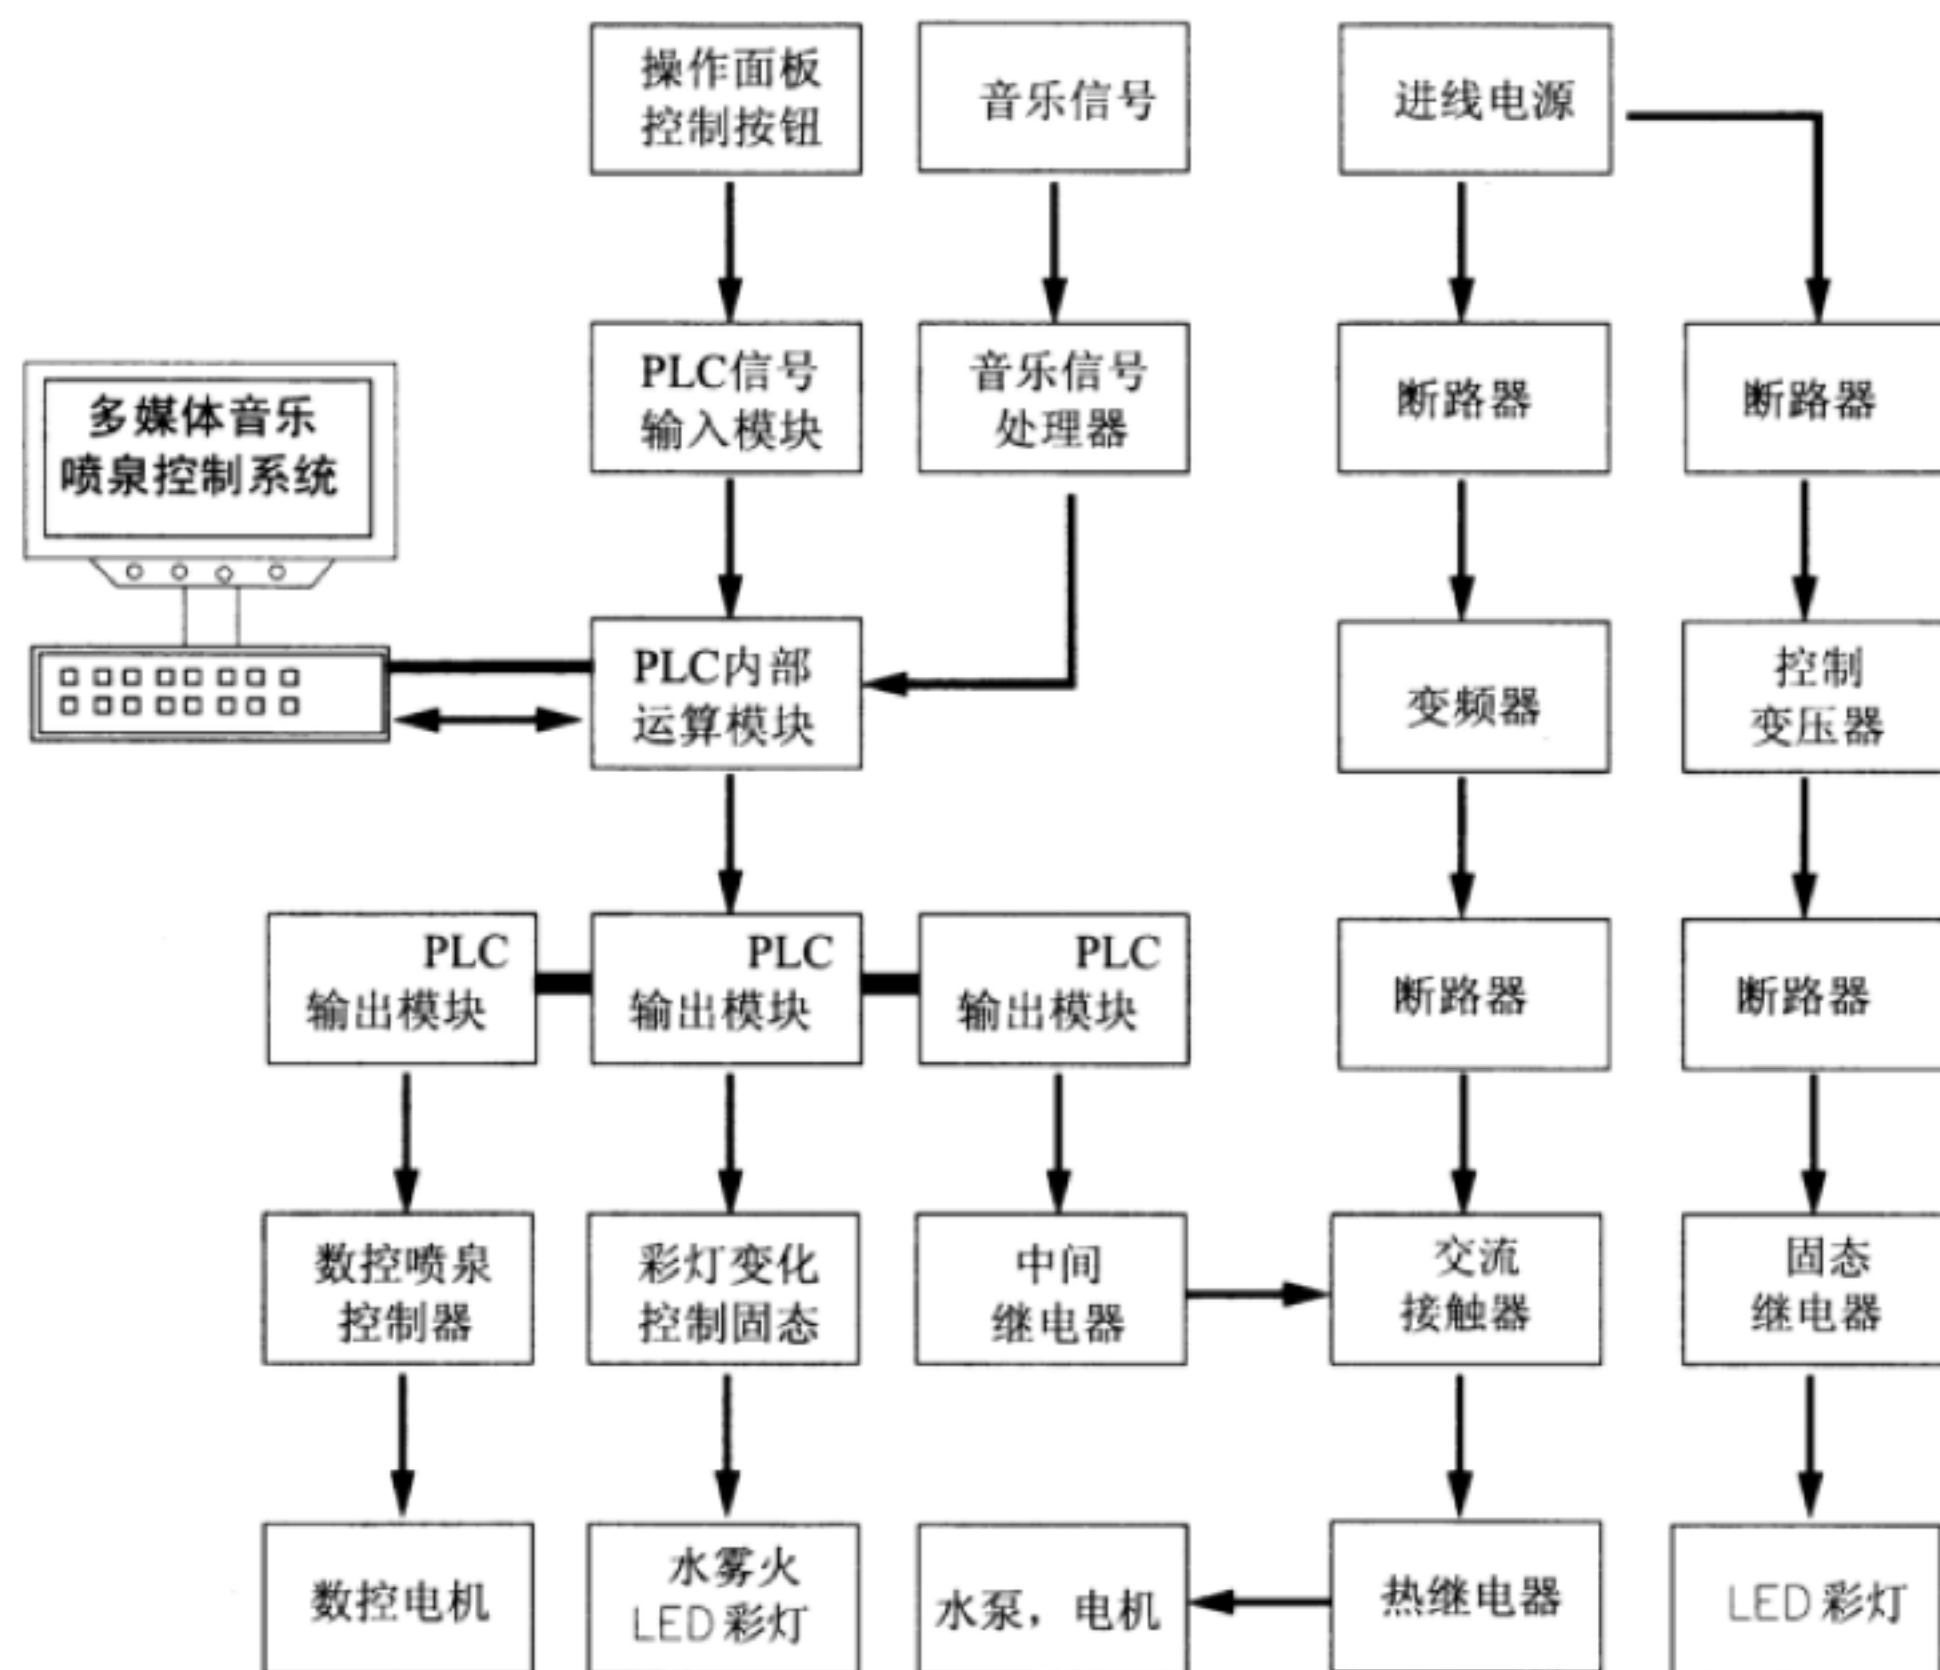 操作面板
控制按钮
音乐信号
进线电源
多媒体音乐
喷泉控制系统
PLC信号
输入模块
音乐信号
处理器
断路器
断路器
PLC内部
运算模块
变频器
控制
变压器
PLC
输出模块
PLC
输出模块
PLC
输出模块
断路器
断路器
数控喷泉
控制器
彩灯变化
控制固态
中间
继电器
交流
接触器
固态
继电器
数控电机
水雾火
LED彩灯
水泵，电机
热继电器
LED彩灯